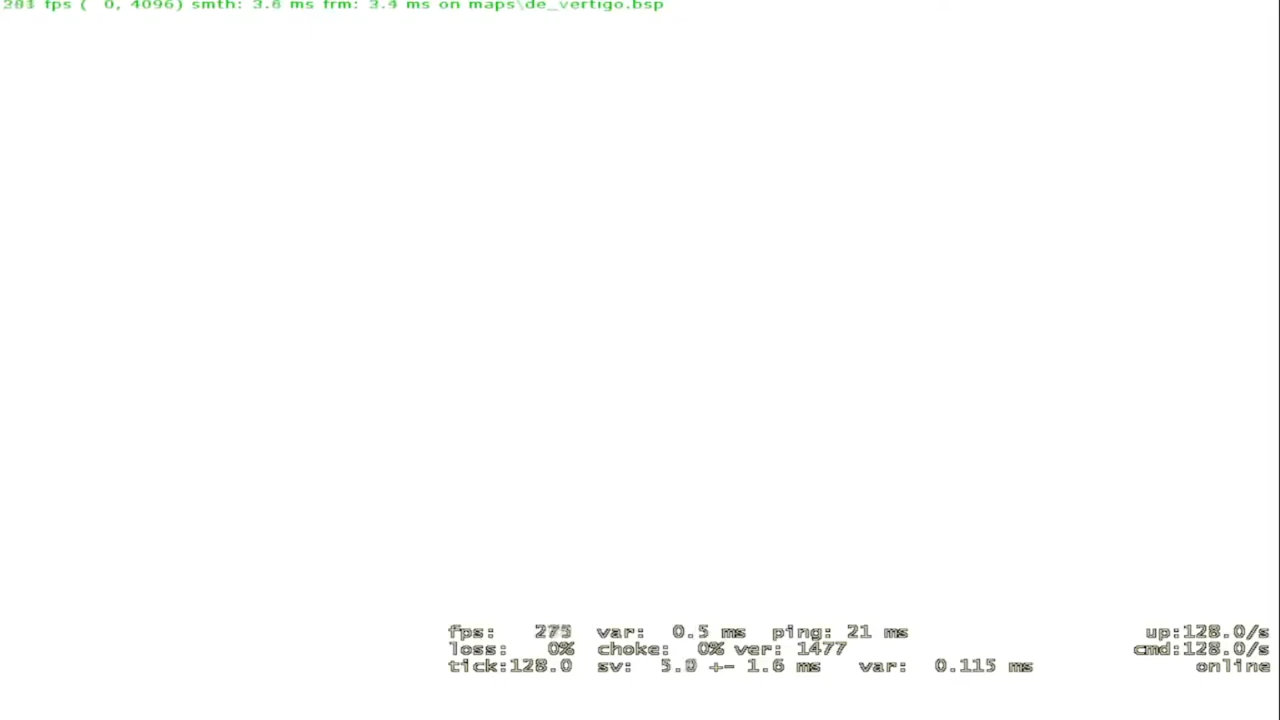 281 fps ( 0, 4096) smth: 3.6 ms frm: 3.4 ms on maps\de_vertigo.bsp
fps: 275 var: 0.5 ms ping: 21 ms up:128.0/s
loss: 0% choke: 0% ver: 1477 cmd:128.0/s
tick:128.0 sv: 5.0 +- 1.6 ms var: 0.115 ms online